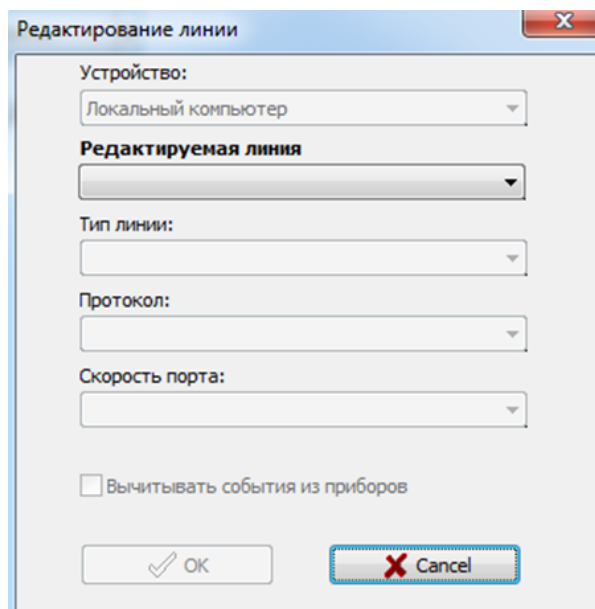 Редактирование линии
Устройство:
Локальный компьютер
Редактируемая линия
Тип линии:
Протокол:
Скорость порта:
Вычитывать события из приборов
OK
Cancel